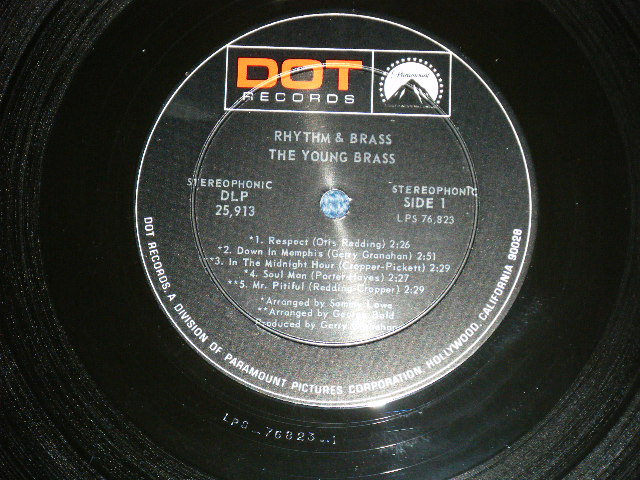 DOT
RECORDS
Paramount
RHYTHM & BRASS
THE YOUNG BRASS
STEREOPHONIC
DLP
25,913
STEREOPHONIC
SIDE 1
LPS 76,823
*1. Respect (Otis Redding) 2:26
*2. Down In Memphis (Gerry Granahan) 2:51
**3. In The Midnight Hour (Cropper-Pickett) 2:29
*4. Soul Man (Porter-Hayes) 2:27
**5. Mr. Pitiful (Redding-Cropper) 2:29
*Arranged by Sammy Lowe
**Arranged by George
Produced by Gerry Granahan
DOT RECORDS, A DIVISION OF PARAMOUNT PICTURES CORPORATION, HOLLYWOOD, CALIFORNIA 90028
LPS_76823_1